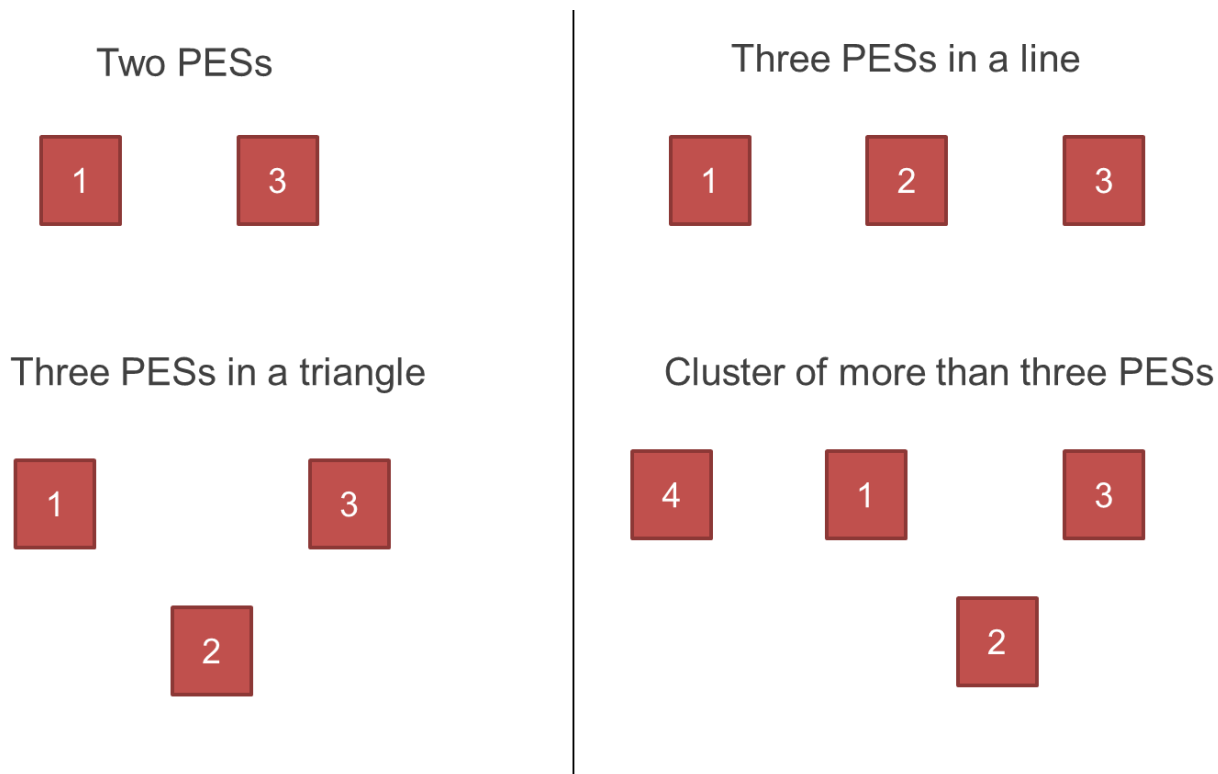 Two PESs
1 3
Three PESs in a line
1 2 3
Three PESs in a triangle
1 3
2
Cluster of more than three PESs
4 1 3
2